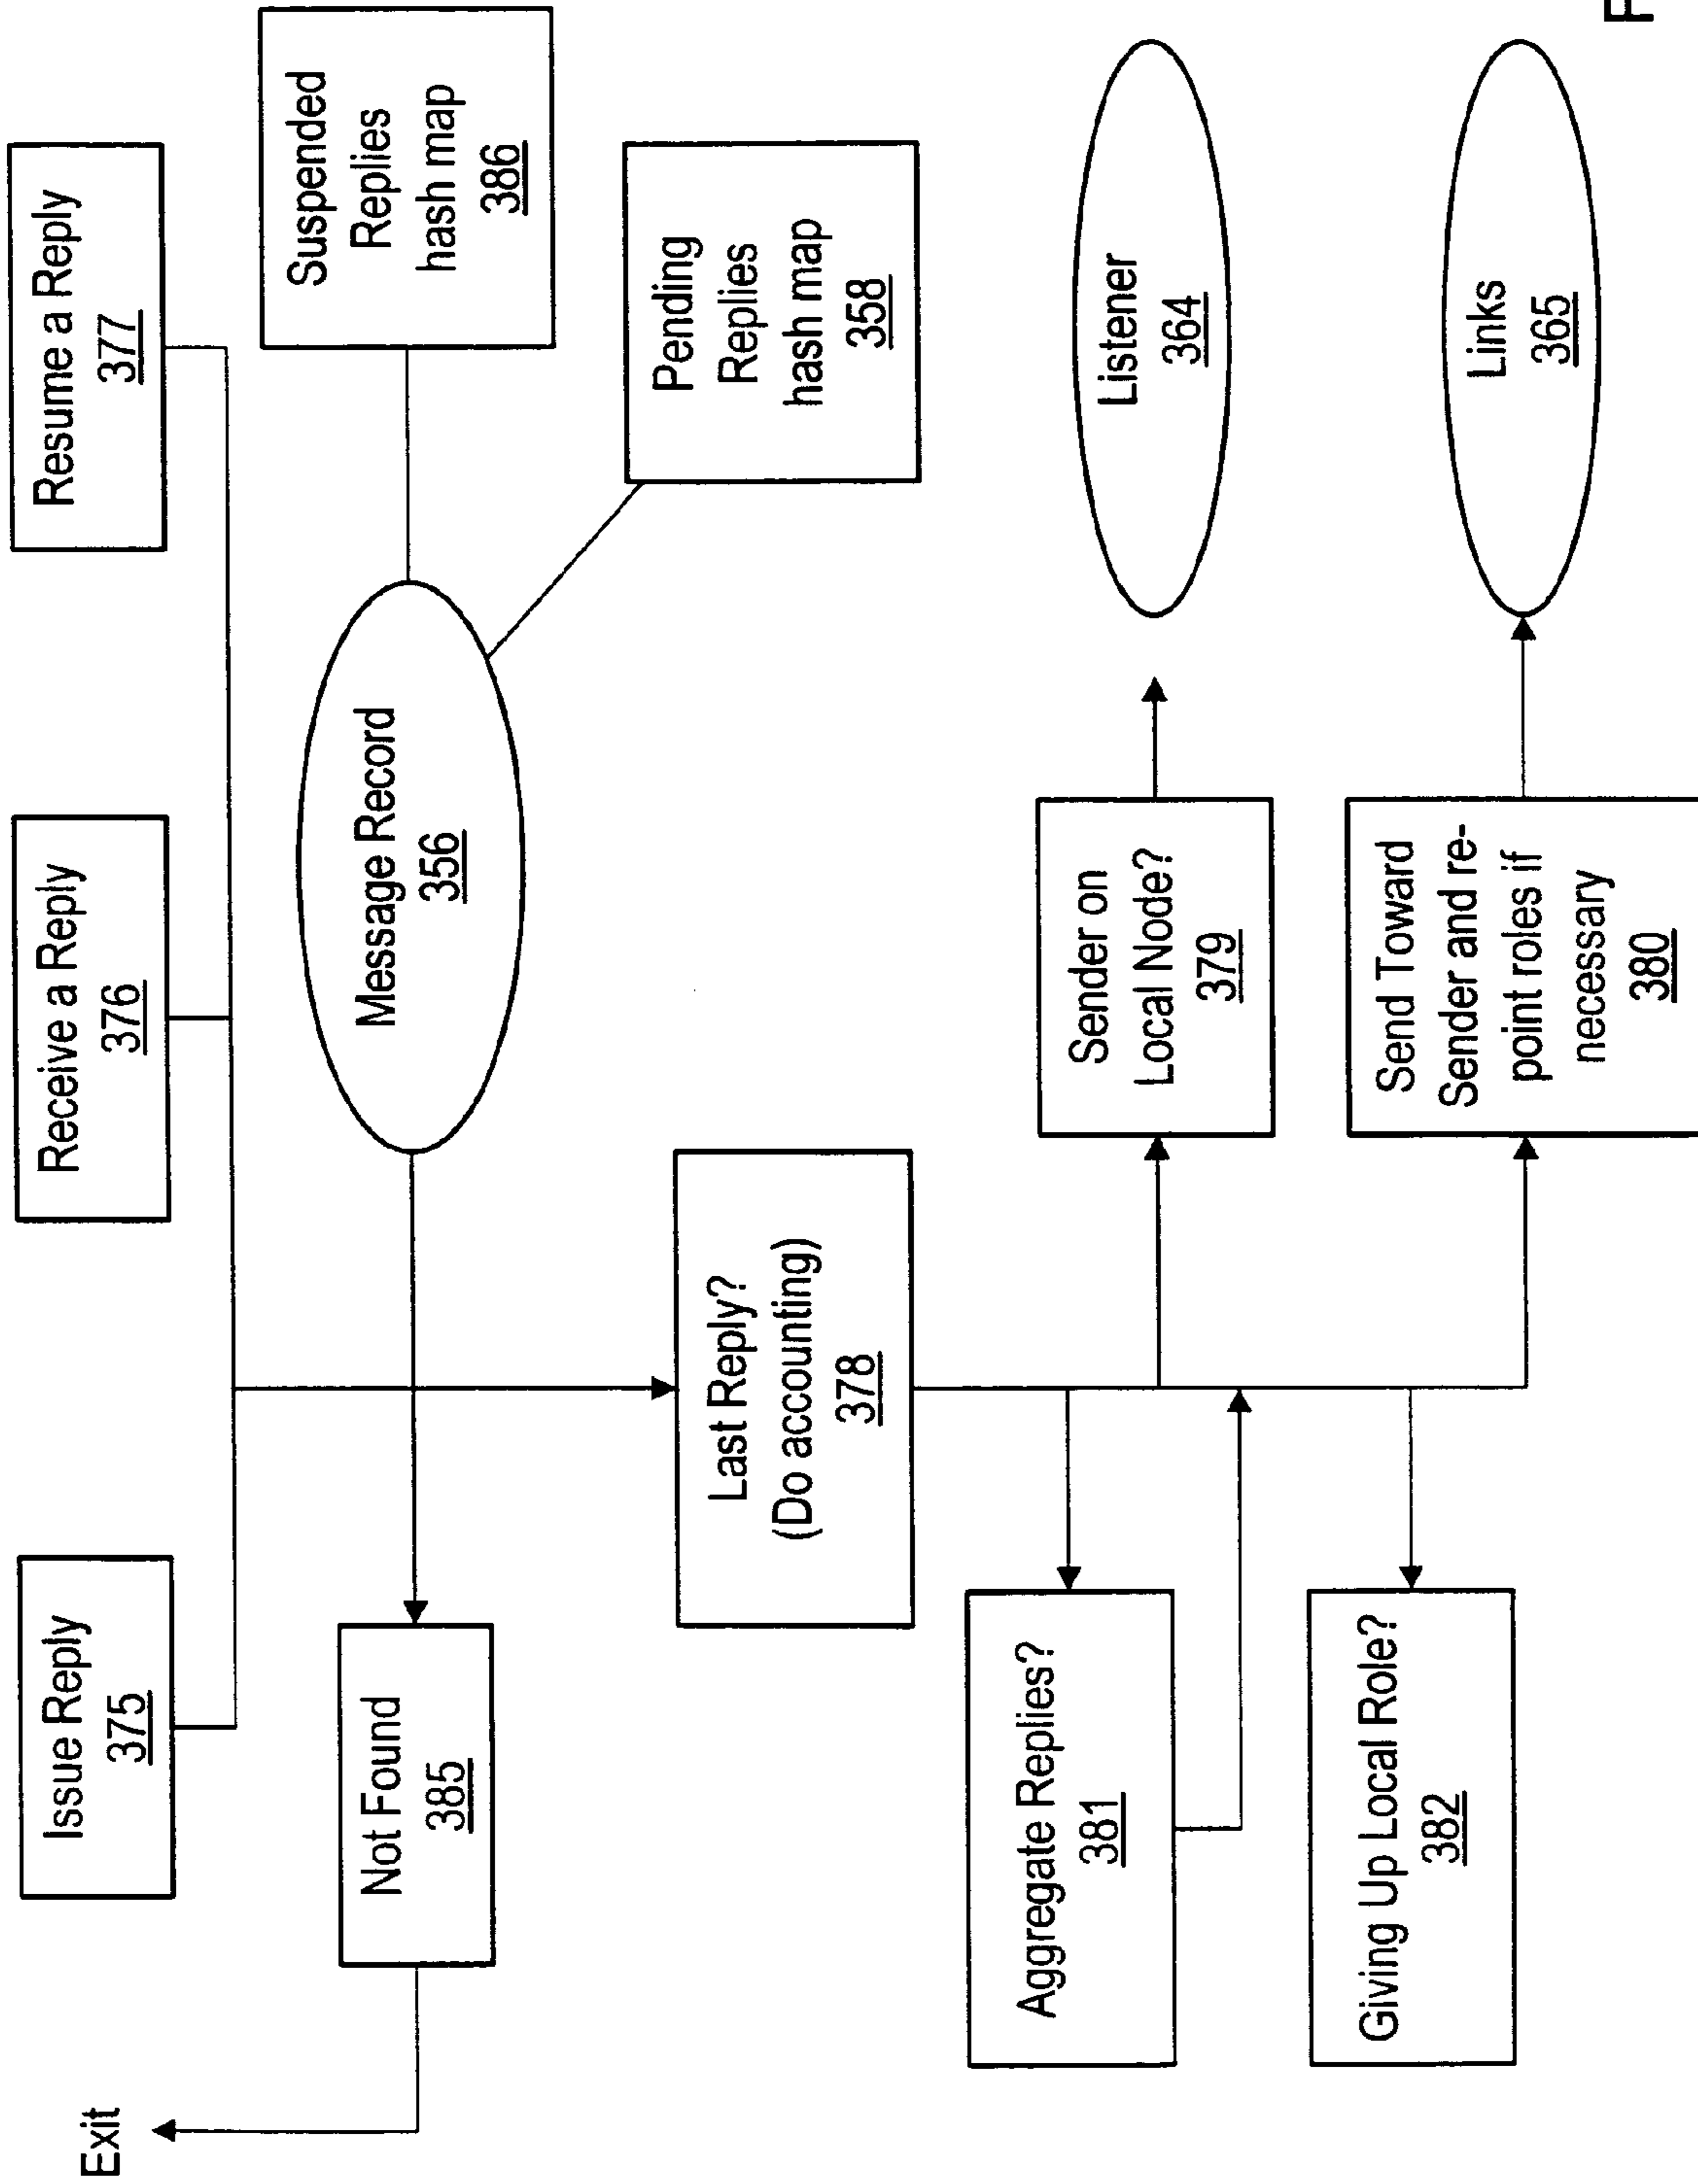 Exit
Issue Reply
375
Receive a Reply
376
Resume a Reply
377
Not Found
385
Message Record
356
Suspended
Replies
hash map
386
Pending
Replies
hash map
358
Last Reply?
(Do accounting)
378
Aggregate Replies?
381
Sender on
Local Node?
379
Listener
364
Giving Up Local Role?
382
Send Toward
Sender and re-
point roles if
necessary
380
Links
365